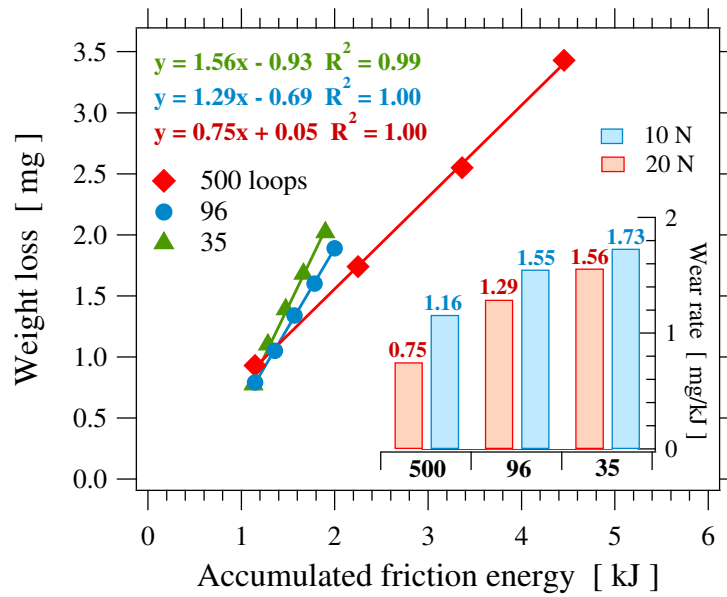 y = 1.56x - 0.93 R² = 0.99
y = 1.29x - 0.69 R² = 1.00
y = 0.75x + 0.05 R² = 1.00
500 loops
96
35
10 N
20 N
3.5
3.0
2.5
2.0
1.5
1.0
0.5
0.0
Weight loss [ mg ]
0 1 2 3 4 5 6
Accumulated friction energy [ kJ ]
0.75 1.16 1.29 1.55 1.56 1.73
500 96 35
2
1
0
Wear rate [ mg/kJ ]